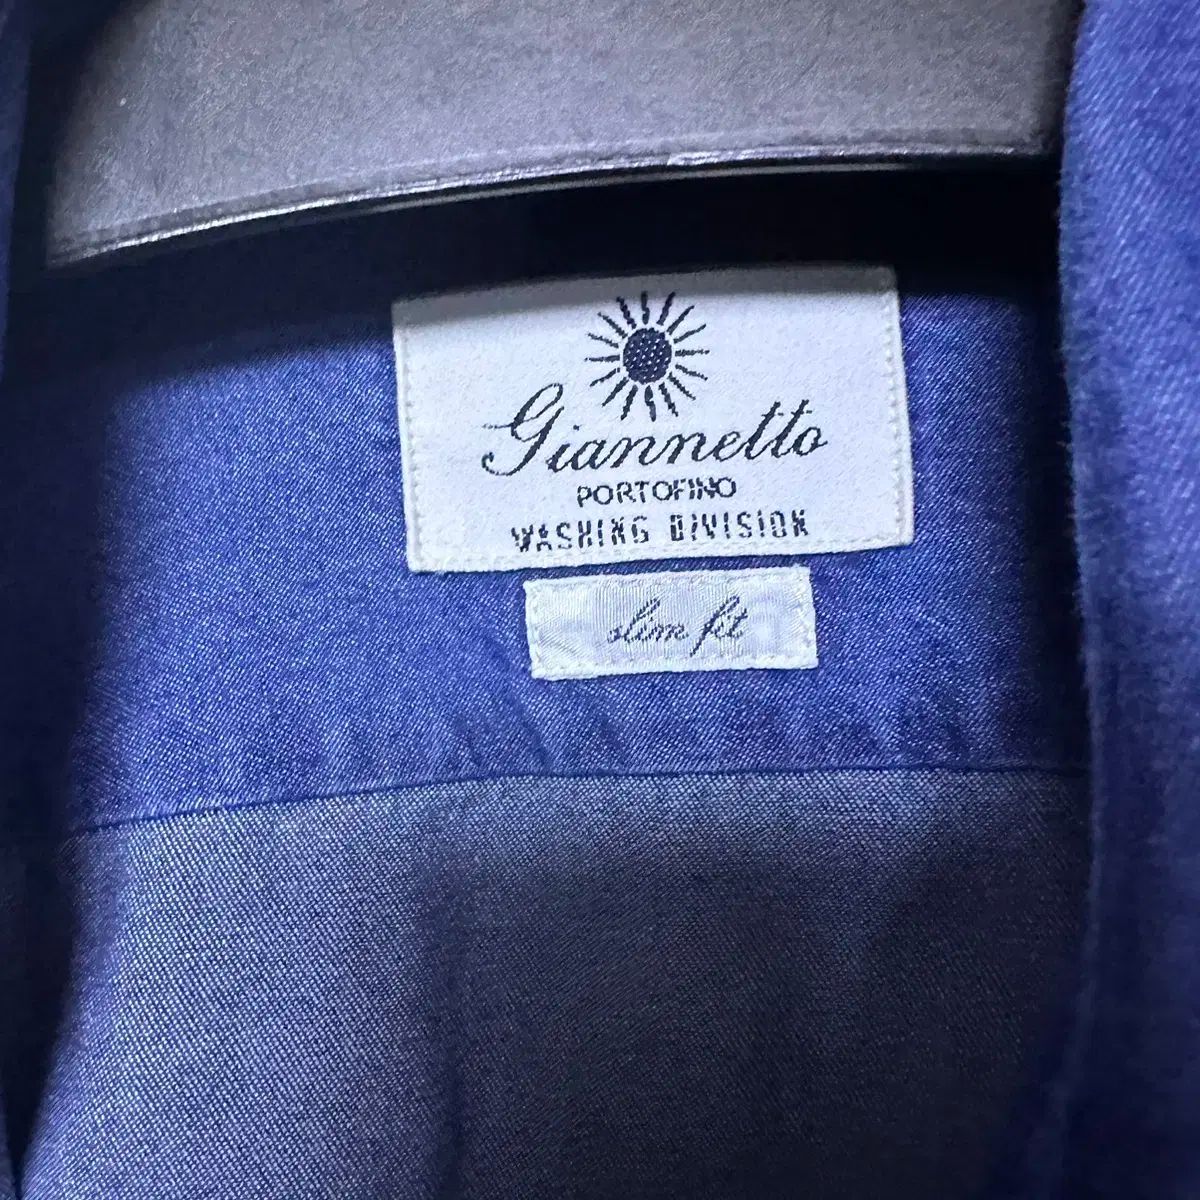 Giannetto
PORTOFINO
WASHING DIVISION
slim fit